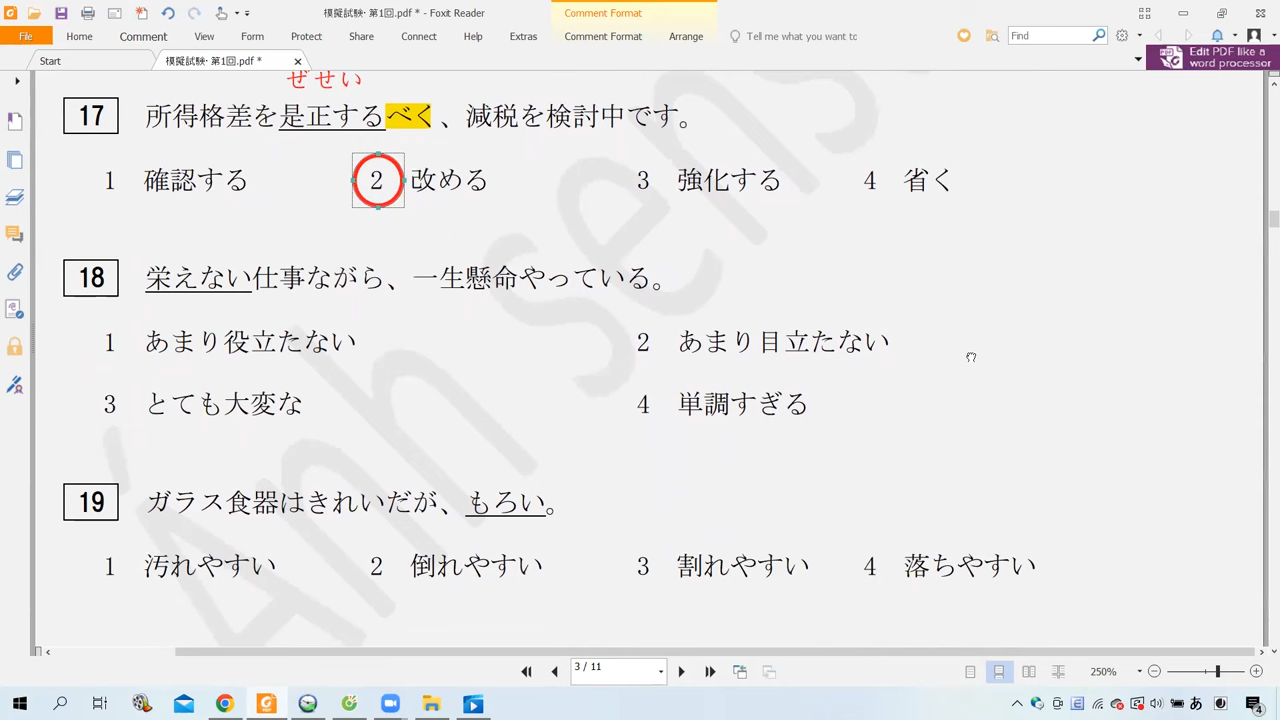 模擬試験- 第1回.pdf * - Foxit Reader
Comment Format
File Home Comment View Form Protect Share Connect Help Extras Comment Format Arrange Tell me what you want to Find
Start 模擬試験- 第1回.pdf * Edit PDF like a
word processor
ぜせい
17 所得格差を是正するべく、減税を検討中です。
1 確認する 2 改める 3 強化する 4 省く
18 栄えない仕事ながら、一生懸命やっている。
1 あまり役立たない 2 あまり目立たない
3 とても大変な 4 単調すぎる
19 ガラス食器はきれいだが、もろい。
1 汚れやすい 2 倒れやすい 3 割れやすい 4 落ちやすい
Ánh sens
3 / 11 250%
あ 4